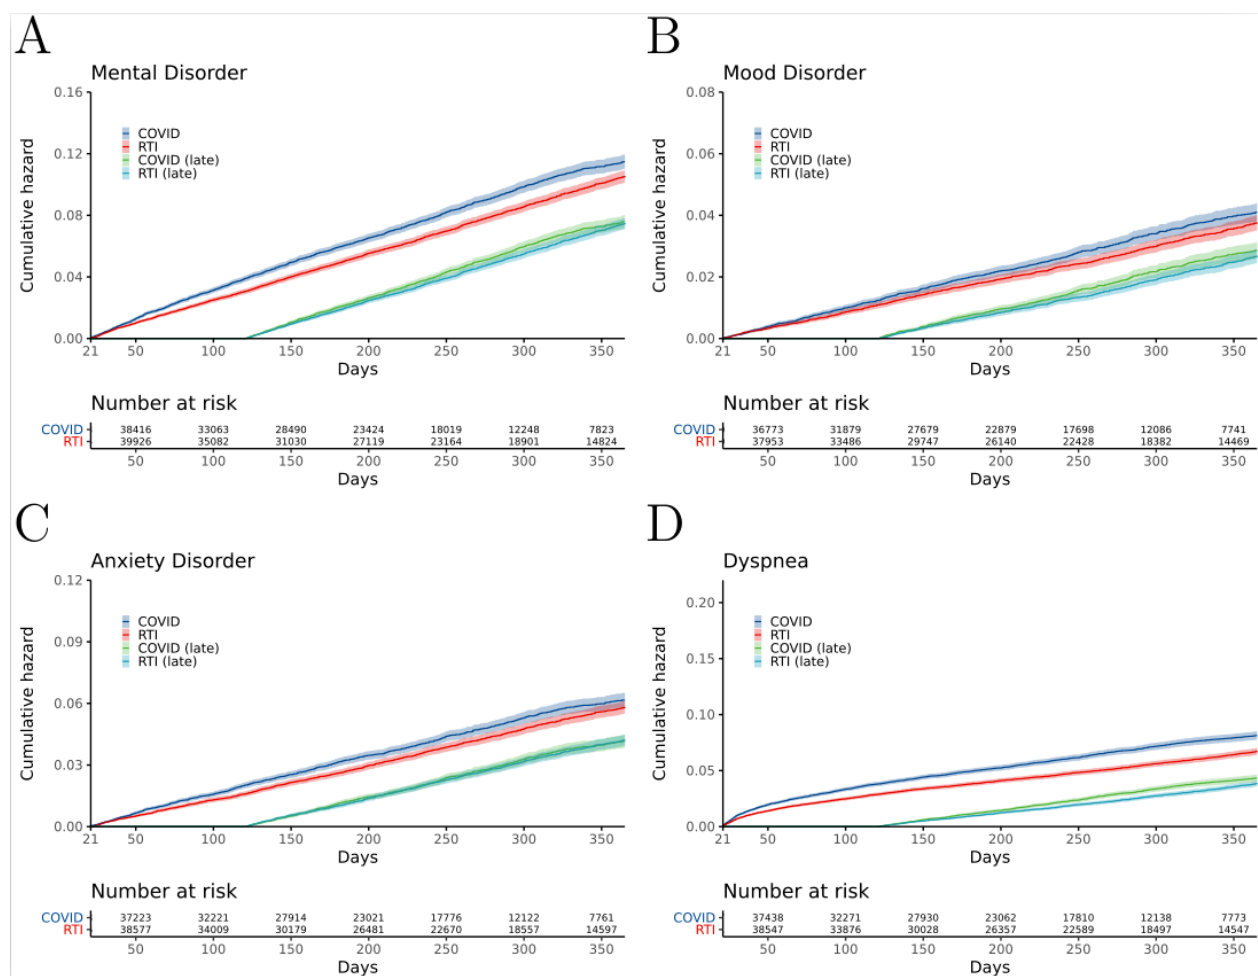 A
Mental Disorder
0.16
0.12
0.08
0.04
0.00
Cumulative hazard
COVID
RTI
COVID (late)
RTI (late)
21 50 100 150 200 250 300 350
Days
Number at risk
COVID 38416 33063 28490 23424 18019 12248 7823
RTI 39926 35082 31030 27119 23164 18901 14824
50 100 150 200 250 300 350
Days
B
Mood Disorder
0.08
0.06
0.04
0.02
0.00
Cumulative hazard
COVID
RTI
COVID (late)
RTI (late)
21 50 100 150 200 250 300 350
Days
Number at risk
COVID 36773 31879 27679 22879 17698 12086 7741
RTI 37953 33486 29747 26140 22428 18382 14469
50 100 150 200 250 300 350
Days
C
Anxiety Disorder
0.12
0.09
0.06
0.03
0.00
Cumulative hazard
COVID
RTI
COVID (late)
RTI (late)
21 50 100 150 200 250 300 350
Days
Number at risk
COVID 37223 32221 27914 23021 17776 12122 7761
RTI 38577 34009 30179 26481 22670 18557 14597
50 100 150 200 250 300 350
Days
D
Dyspnea
0.20
0.15
0.10
0.05
0.00
Cumulative hazard
COVID
RTI
COVID (late)
RTI (late)
21 50 100 150 200 250 300 350
Days
Number at risk
COVID 37438 32271 27930 23062 17810 12138 7773
RTI 38547 33876 30028 26357 22589 18497 14547
50 100 150 200 250 300 350
Days